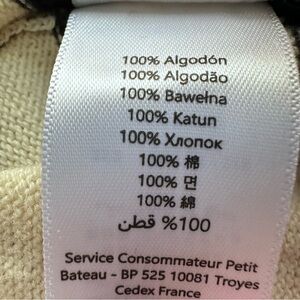 100% Algodón
100% Algodão
100% Bawełna
100% Katun
100% Хлопок
100% 棉
100% 면
100% 綿
%100 قطن
Service Consommateur Petit
Bateau - BP 525 10081 Troyes
Cedex France